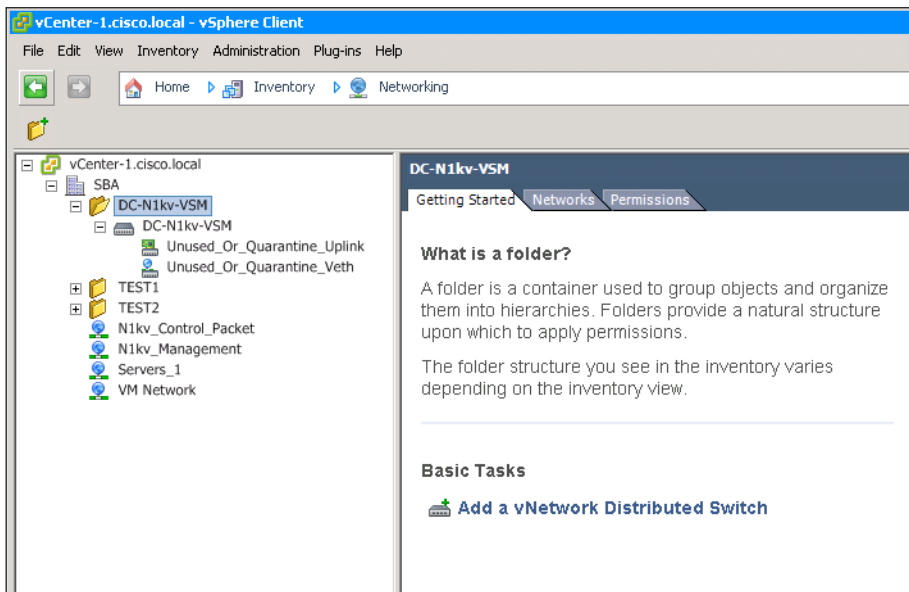 vCenter-1.cisco.local - vSphere Client
File Edit View Inventory Administration Plug-ins Help
Home Inventory Networking
vCenter-1.cisco.local
SBA
DC-N1kv-VSM
DC-N1kv-VSM
Unused_Or_Quarantine_Uplink
Unused_Or_Quarantine_Veth
TEST1
TEST2
N1kv_Control_Packet
N1kv_Management
Servers_1
VM Network
DC-N1kv-VSM
Getting Started Networks Permissions
What is a folder?
A folder is a container used to group objects and organize
them into hierarchies. Folders provide a natural structure
upon which to apply permissions.
The folder structure you see in the inventory varies
depending on the inventory view.
Basic Tasks
Add a vNetwork Distributed Switch